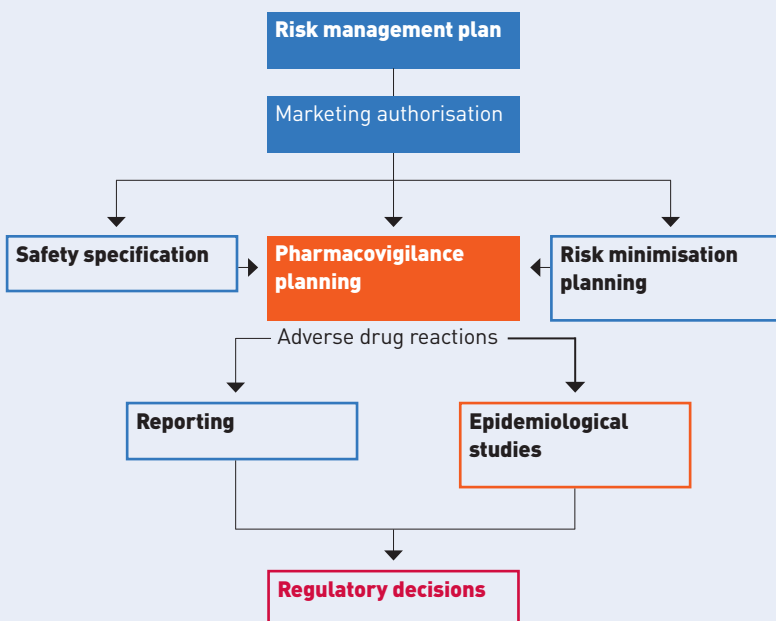 Risk management plan
Marketing authorisation
Safety specification
Pharmacovigilance
planning
Risk minimisation
planning
Adverse drug reactions
Reporting
Epidemiological
studies
Regulatory decisions